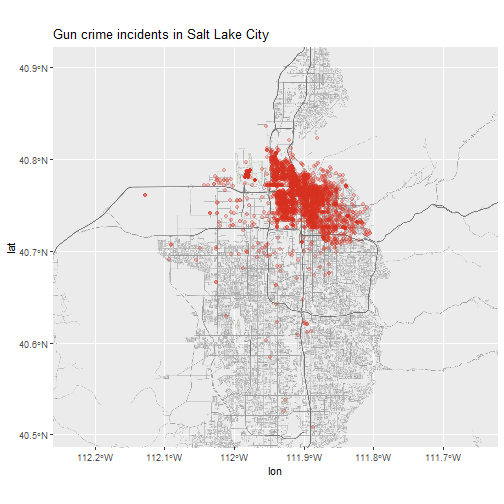 Gun crime incidents in Salt Lake City
40.9°N
40.8°N
40.7°N
40.6°N
40.5°N
lat
112.2°W 112.1°W 112°W 111.9°W 111.8°W 111.7°W
lon